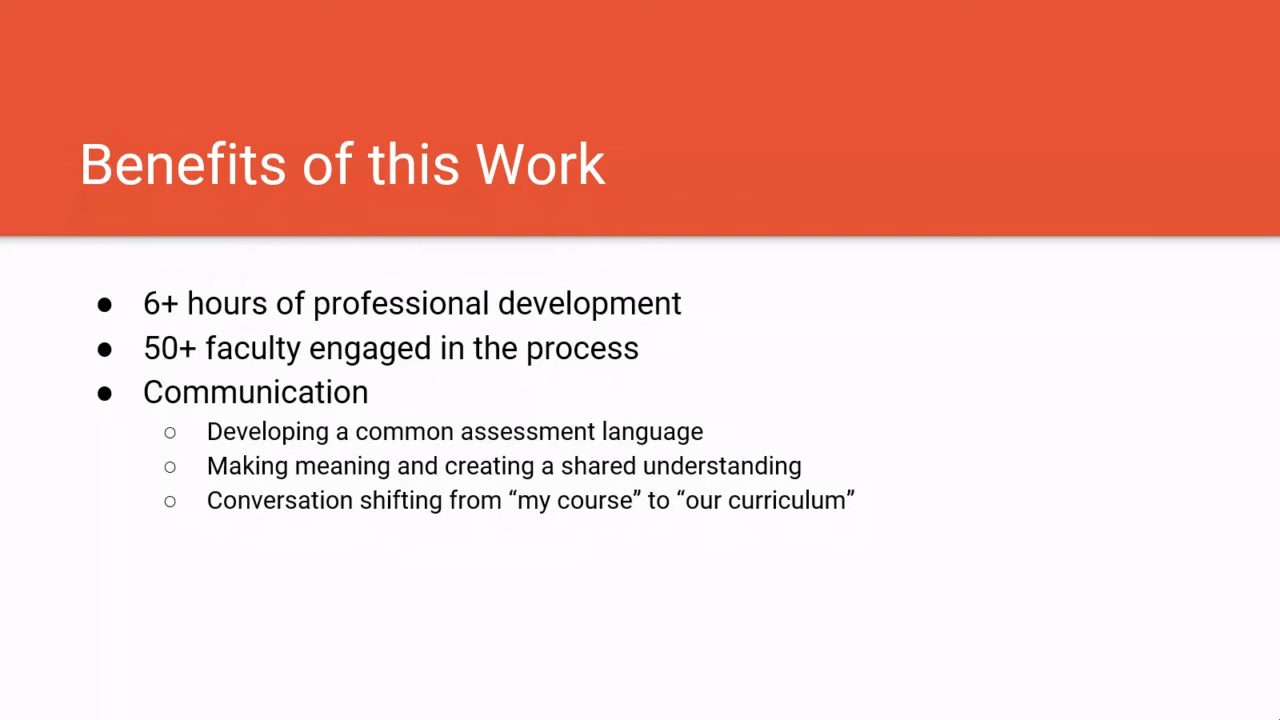 Benefits of this Work
● 6+ hours of professional development
● 50+ faculty engaged in the process
● Communication
○ Developing a common assessment language
○ Making meaning and creating a shared understanding
○ Conversation shifting from “my course” to “our curriculum”